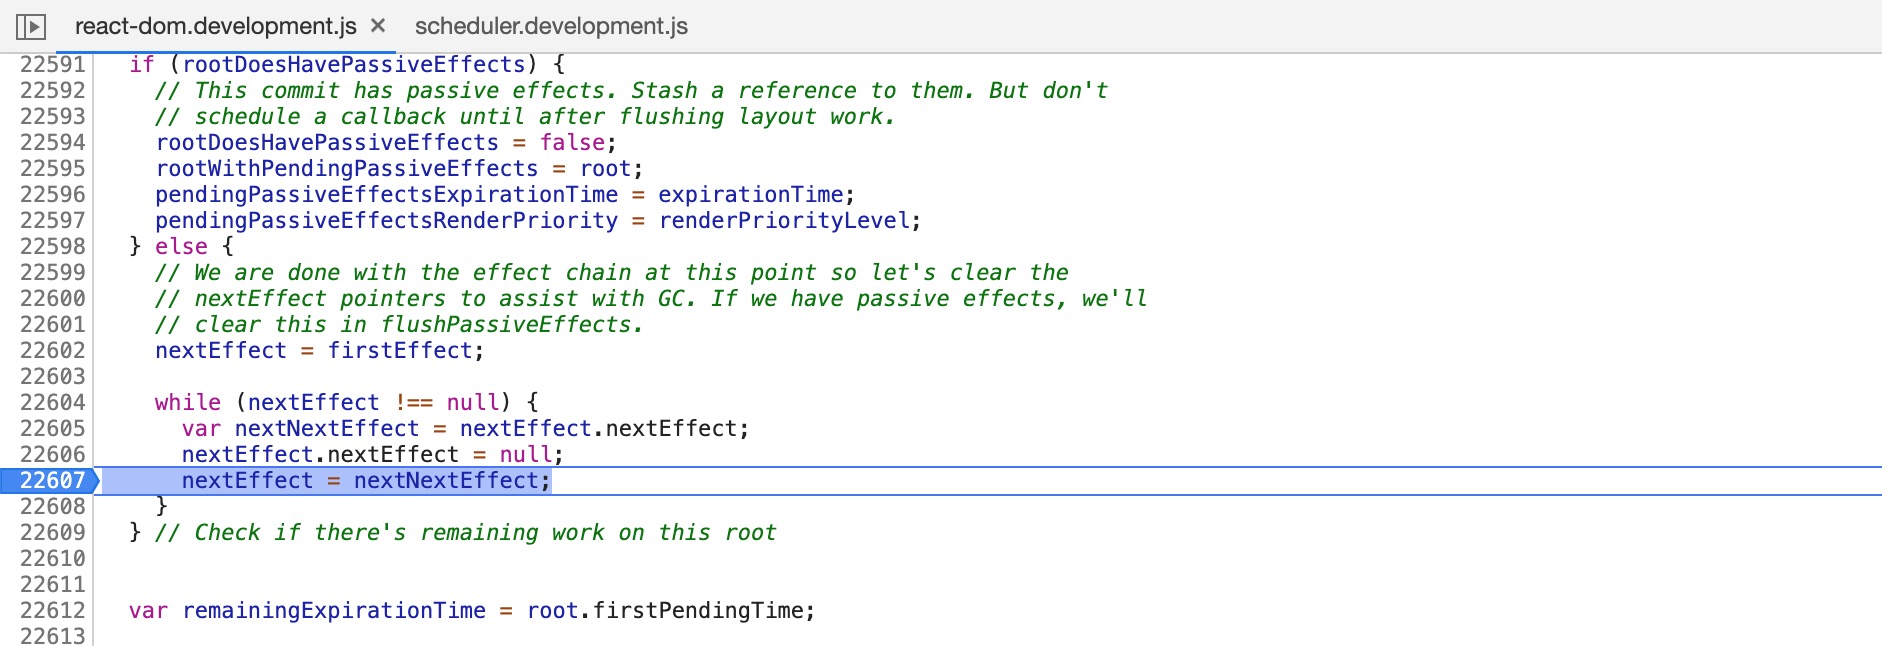 react-dom.development.js × scheduler.development.js
22591 if (rootDoesHavePassiveEffects) {
22592 // This commit has passive effects. Stash a reference to them. But don't
22593 // schedule a callback until after flushing layout work.
22594 rootDoesHavePassiveEffects = false;
22595 rootWithPendingPassiveEffects = root;
22596 pendingPassiveEffectsExpirationTime = expirationTime;
22597 pendingPassiveEffectsRenderPriority = renderPriorityLevel;
22598 } else {
22599 // We are done with the effect chain at this point so let's clear the
22600 // nextEffect pointers to assist with GC. If we have passive effects, we'll
22601 // clear this in flushPassiveEffects.
22602 nextEffect = firstEffect;
22603
22604 while (nextEffect !== null) {
22605 var nextNextEffect = nextEffect.nextEffect;
22606 nextEffect.nextEffect = null;
22607 nextEffect = nextNextEffect;
22608 }
22609 } // Check if there's remaining work on this root
22610
22611
22612 var remainingExpirationTime = root.firstPendingTime;
22613